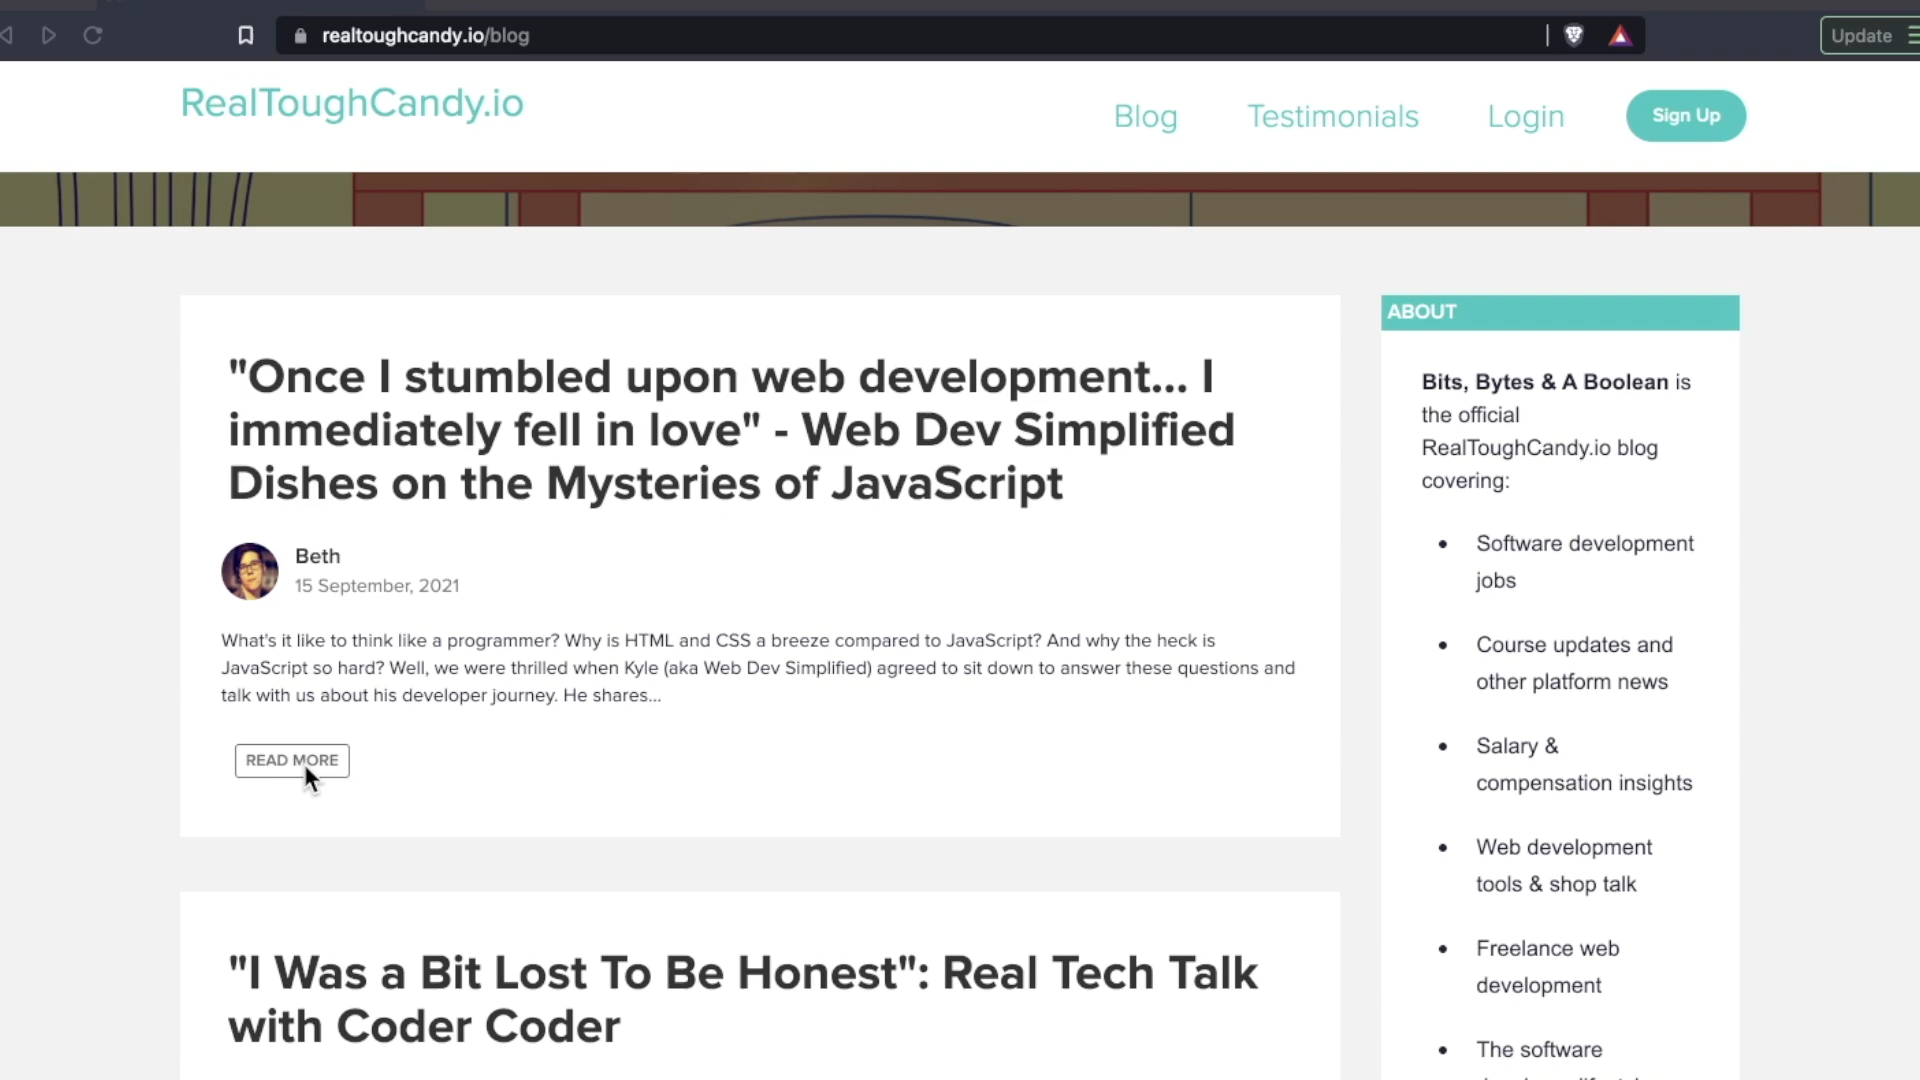 realtoughcandy.io/blog
Update
RealToughCandy.io
Blog
Testimonials
Login
Sign Up
"Once I stumbled upon web development... I
immediately fell in love" - Web Dev Simplified
Dishes on the Mysteries of JavaScript
Beth
15 September, 2021
What's it like to think like a programmer? Why is HTML and CSS a breeze compared to JavaScript? And why the heck is
JavaScript so hard? Well, we were thrilled when Kyle (aka Web Dev Simplified) agreed to sit down to answer these questions and
talk with us about his developer journey. He shares...
READ MORE
"I Was a Bit Lost To Be Honest": Real Tech Talk
with Coder Coder
ABOUT
Bits, Bytes & A Boolean is
the official
RealToughCandy.io blog
covering:
Software development
jobs
Course updates and
other platform news
Salary &
compensation insights
Web development
tools & shop talk
Freelance web
development
The software